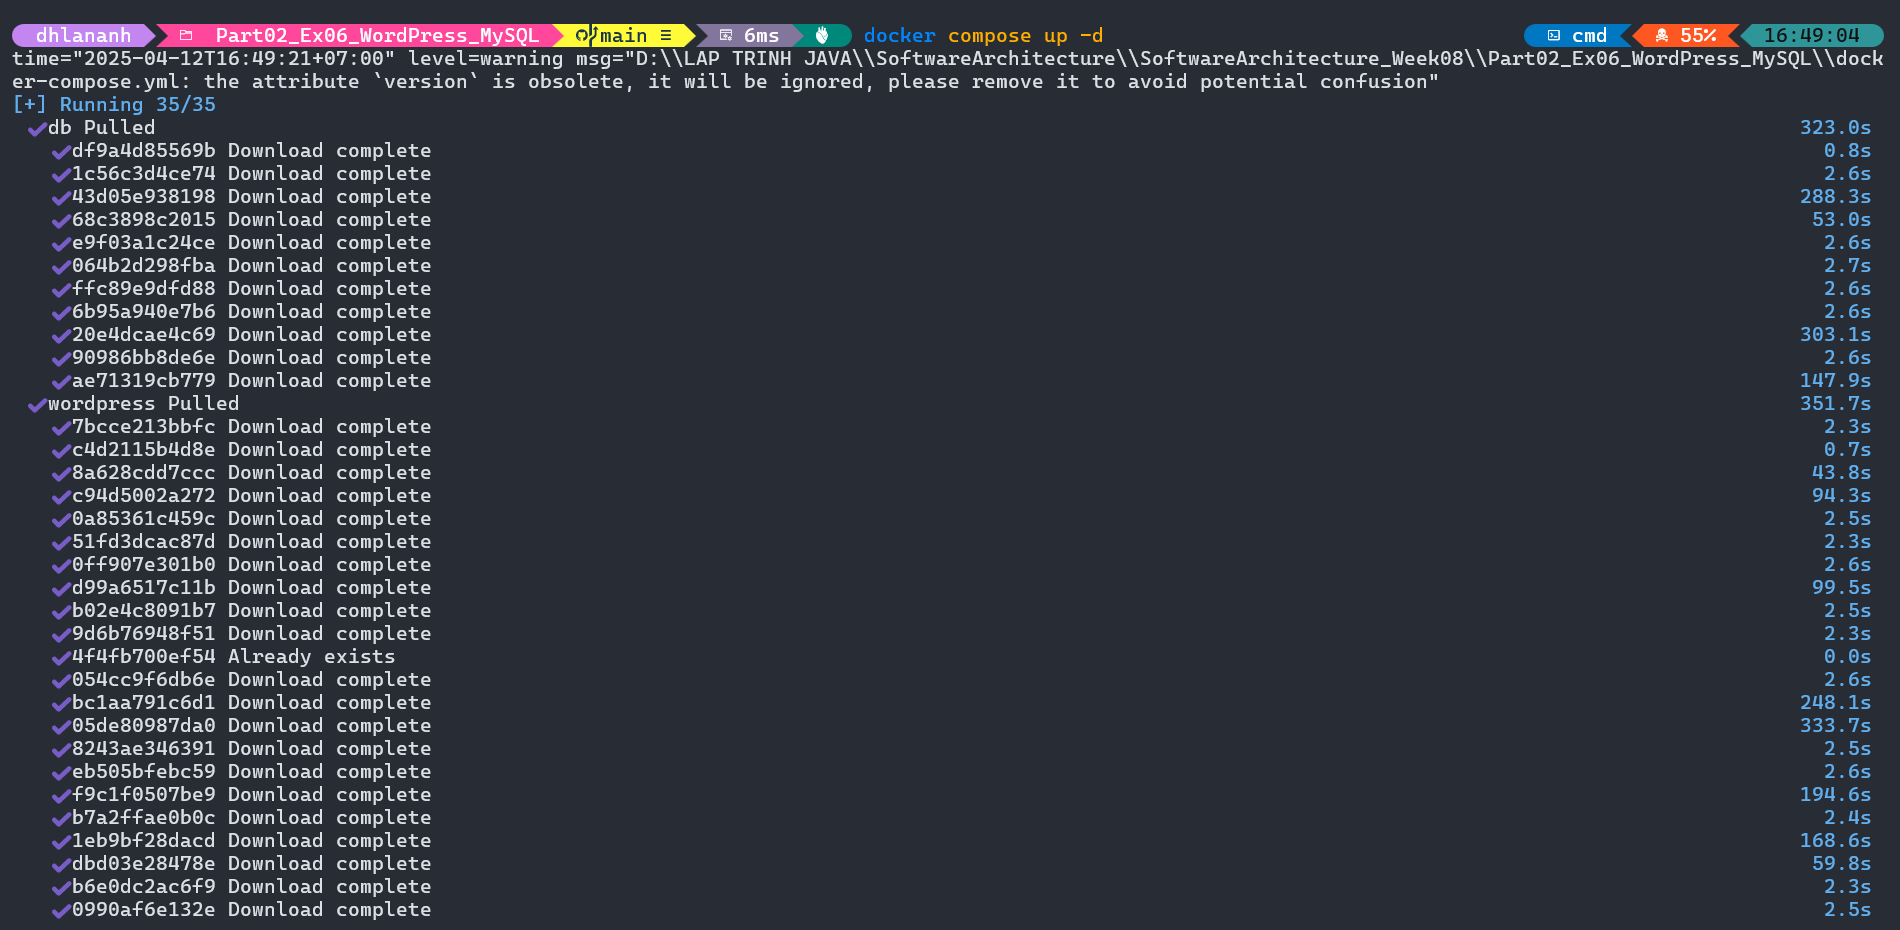 dhlananh Part02_Ex06_WordPress_MySQL main ≡ 6ms docker compose up -d cmd 55% 16:49:04
time="2025-04-12T16:49:21+07:00" level=warning msg="D:\\LAP TRINH JAVA\\SoftwareArchitecture\\SoftwareArchitecture_Week08\\Part02_Ex06_WordPress_MySQL\\dock
er-compose.yml: the attribute `version` is obsolete, it will be ignored, please remove it to avoid potential confusion"
[+] Running 35/35
✔db Pulled 323.0s
✔df9a4d85569b Download complete 0.8s
✔1c56c3d4ce74 Download complete 2.6s
✔43d05e938198 Download complete 288.3s
✔68c3898c2015 Download complete 53.0s
✔e9f03a1c24ce Download complete 2.6s
✔064b2d298fba Download complete 2.7s
✔ffc89e9dfd88 Download complete 2.6s
✔6b95a940e7b6 Download complete 2.6s
✔20e4dcae4c69 Download complete 303.1s
✔90986bb8de6e Download complete 2.6s
✔ae71319cb779 Download complete 147.9s
✔wordpress Pulled 351.7s
✔7bcce213bbfc Download complete 2.3s
✔c4d2115b4d8e Download complete 0.7s
✔8a628cdd7ccc Download complete 43.8s
✔c94d5002a272 Download complete 94.3s
✔0a85361c459c Download complete 2.5s
✔51fd3dcac87d Download complete 2.3s
✔0ff907e301b0 Download complete 2.6s
✔d99a6517c11b Download complete 99.5s
✔b02e4c8091b7 Download complete 2.5s
✔9d6b76948f51 Download complete 2.3s
✔4f4fb700ef54 Already exists 0.0s
✔054cc9f6db6e Download complete 2.6s
✔bc1aa791c6d1 Download complete 248.1s
✔05de80987da0 Download complete 333.7s
✔8243ae346391 Download complete 2.5s
✔eb505bfebc59 Download complete 2.6s
✔f9c1f0507be9 Download complete 194.6s
✔b7a2ffae0b0c Download complete 2.4s
✔1eb9bf28dacd Download complete 168.6s
✔dbd03e28478e Download complete 59.8s
✔b6e0dc2ac6f9 Download complete 2.3s
✔0990af6e132e Download complete 2.5s